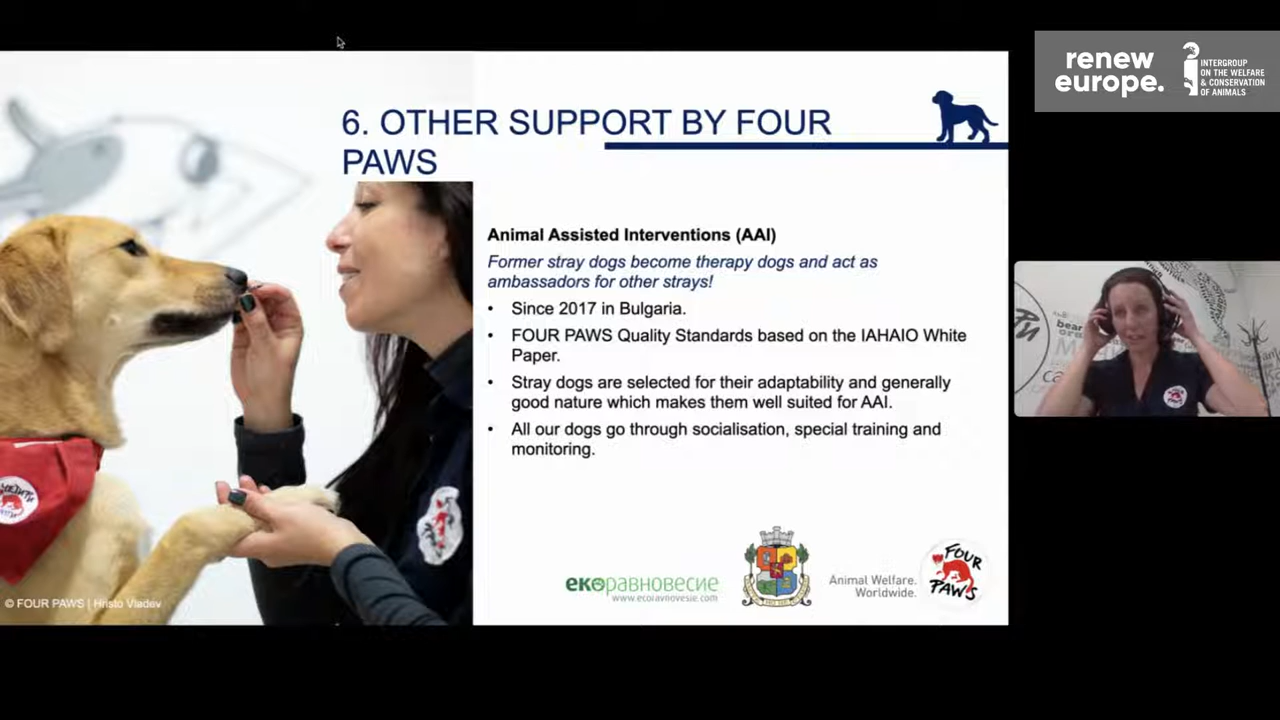 renew
europe.
INTERGROUP
ON THE WELFARE
& CONSERVATION
OF ANIMALS
6. OTHER SUPPORT BY FOUR
PAWS
Animal Assisted Interventions (AAI)
Former stray dogs become therapy dogs and act as
ambassadors for other strays!
• Since 2017 in Bulgaria.
• FOUR PAWS Quality Standards based on the IAHAIO White
Paper.
• Stray dogs are selected for their adaptability and generally
good nature which makes them well suited for AAI.
• All our dogs go through socialisation, special training and
monitoring.
bear
екоравновесие
www.ecoravnovesie.com
Animal Welfare.
Worldwide.
FOUR
PAWS
© FOUR PAWS | Hristo Vladev